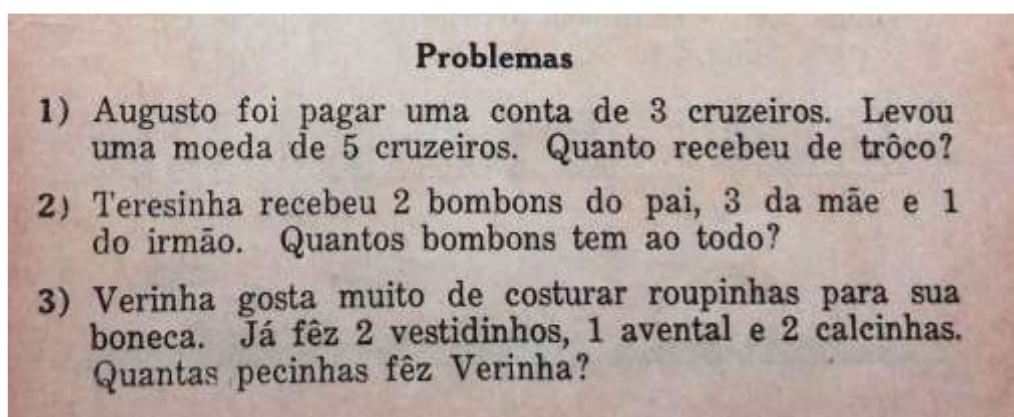 Problemas
1) Augusto foi pagar uma conta de 3 cruzeiros. Levou
uma moeda de 5 cruzeiros. Quanto recebeu de trôco?
2) Teresinha recebeu 2 bombons do pai, 3 da mãe e 1
do irmão. Quantos bombons tem ao todo?
3) Verinha gosta muito de costurar roupinhas para sua
boneca. Já fêz 2 vestidinhos, 1 avental e 2 calcinhas.
Quantas pecinhas fêz Verinha?